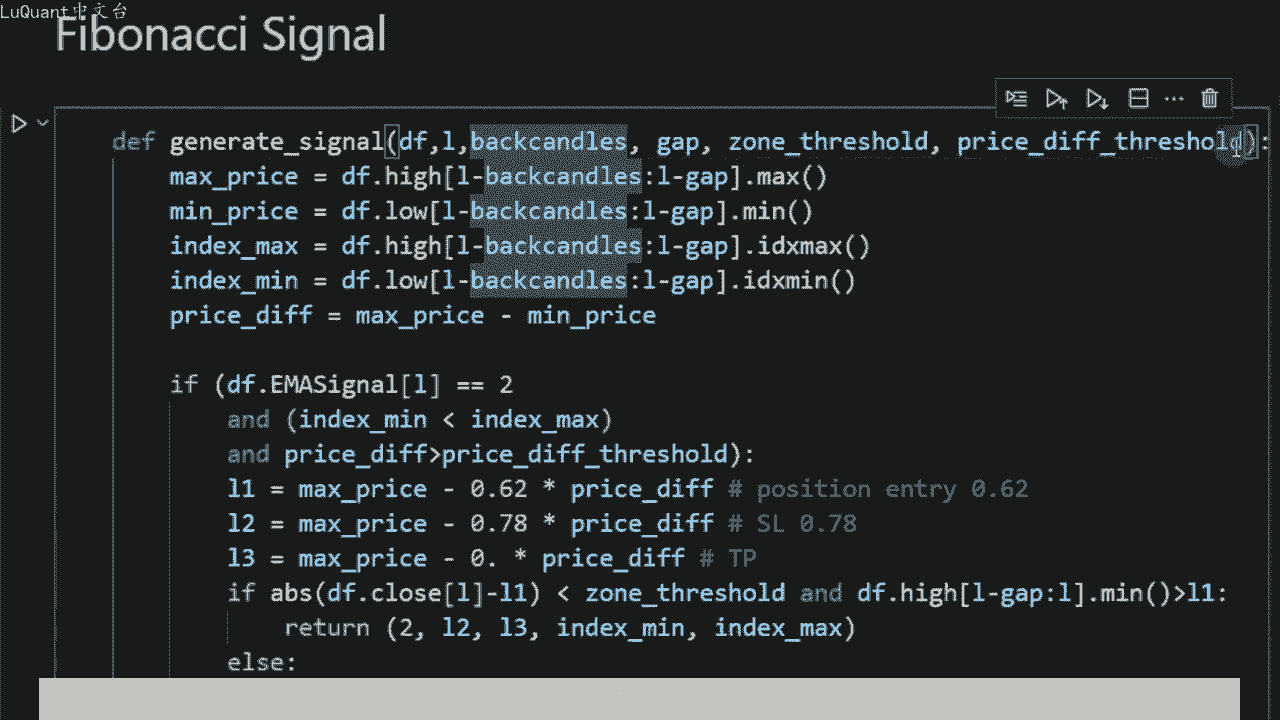 LuQuant中文台
Fibonacci Signal
def generate_signal(df,l,backcandles, gap, zone_threshold, price_diff_threshold):
max_price = df.high[l-backcandles:l-gap].max()
min_price = df.low[l-backcandles:l-gap].min()
index_max = df.high[l-backcandles:l-gap].idxmax()
index_min = df.low[l-backcandles:l-gap].idxmin()
price_diff = max_price - min_price
if (df.EMASignal[l] == 2
and (index_min < index_max)
and price_diff>price_diff_threshold):
l1 = max_price - 0.62 * price_diff # position entry 0.62
l2 = max_price - 0.78 * price_diff # SL 0.78
l3 = max_price - 0. * price_diff # TP
if abs(df.close[l]-l1) < zone_threshold and df.high[l-gap:l].min()>l1:
return (2, l2, l3, index_min, index_max)
else: